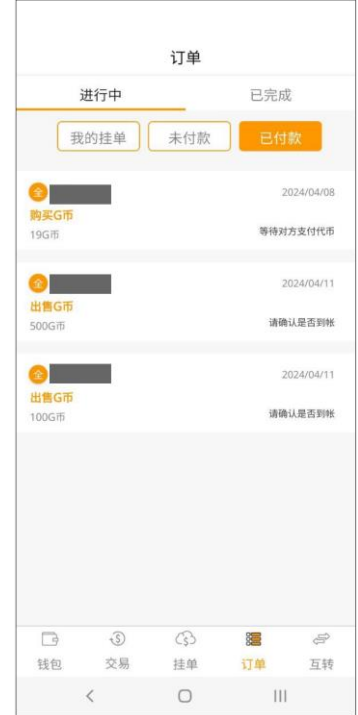 订单
进行中 已完成
我的挂单 未付款 已付款
全 2024/04/08
购买G币
19G币 等待对方支付代币
全 2024/04/11
出售G币
500G币 请确认是否到帐
全 2024/04/11
出售G币
100G币 请确认是否到帐
钱包 交易 挂单 订单 互转